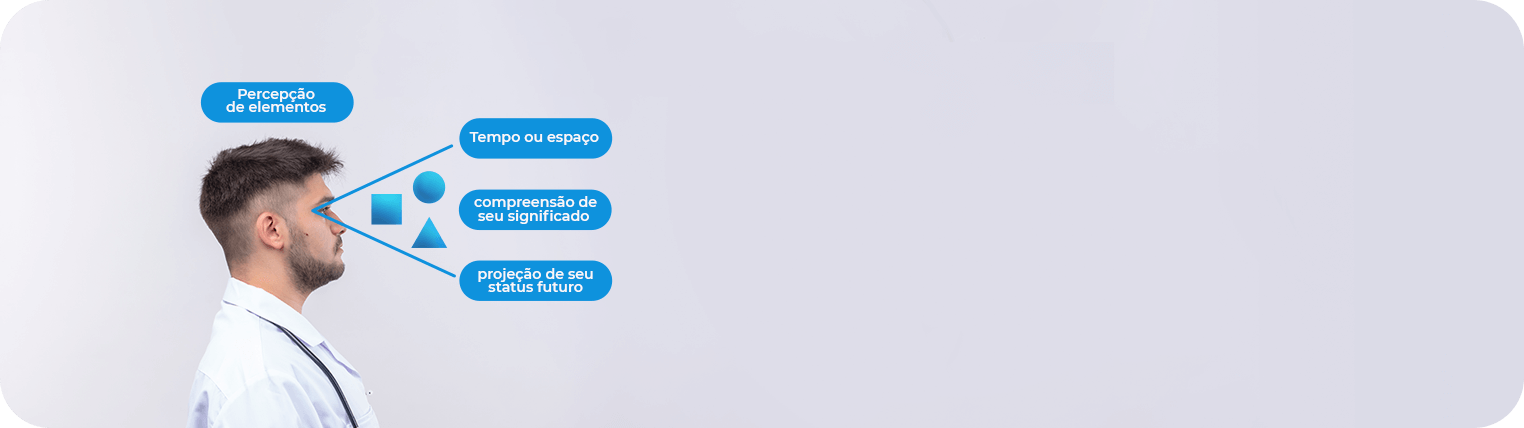 Percepção
de elementos
Tempo ou espaço
compreensão de
seu significado
projeção de seu
status futuro